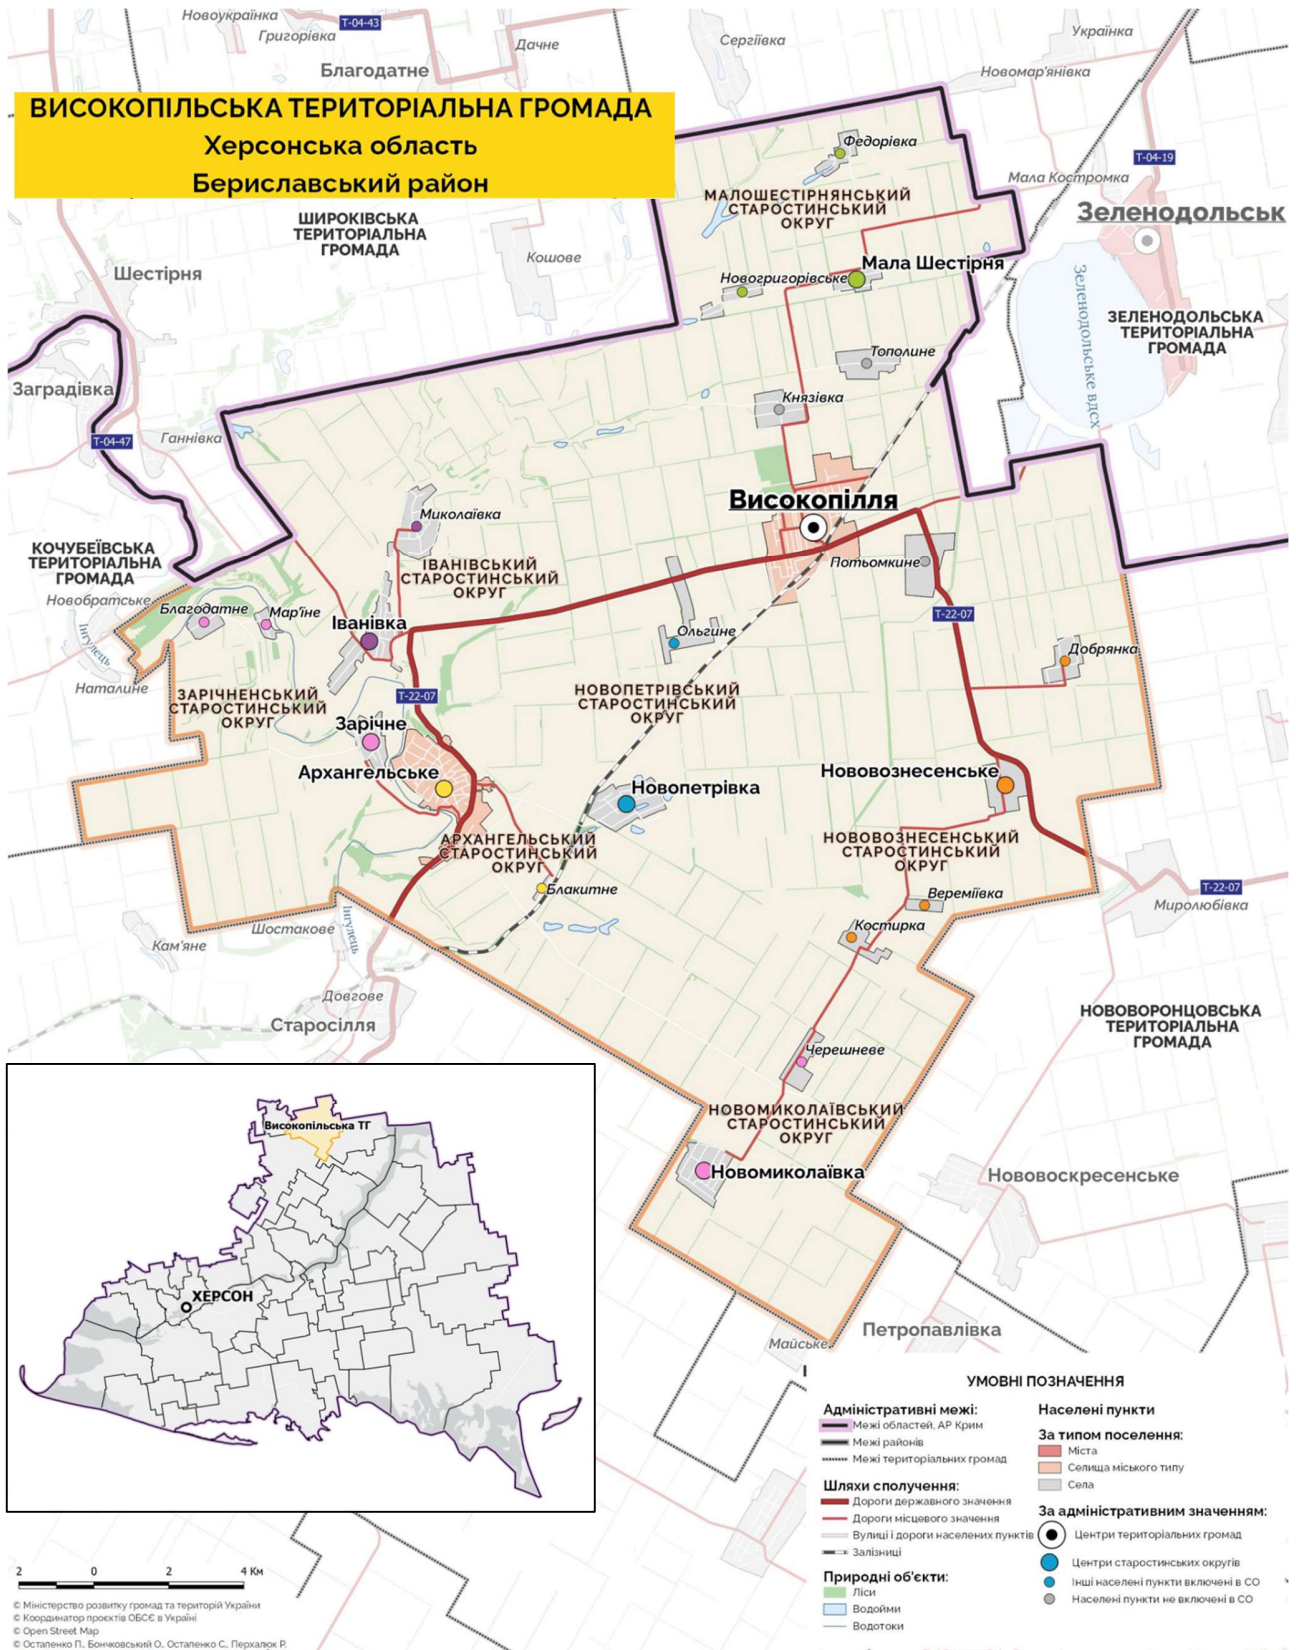 Новоукраїнка
Т-04-43
Григорівка
Дачне
Сергіївка
Українка
Благодатне
Новомар'янівка
ВИСОКОПІЛЬСЬКА ТЕРИТОРІАЛЬНА ГРОМАДА
Херсонська область
Бериславський район
Федорівка
Т-04-19
Мала Костромка
МАЛОШЕСТІРНЯНСЬКИЙ
СТАРОСТИНСЬКИЙ
ОКРУГ
Зеленодольськ
ШИРОКІВСЬКА
ТЕРИТОРІАЛЬНА
ГРОМАДА
Кошове
Шестірня
Мала Шестірня
Новогригорівське
Зеленодольське вдсх
ЗЕЛЕНОДОЛЬСЬКА
ТЕРИТОРІАЛЬНА
ГРОМАДА
Тополине
Заградівка
Князівка
Т-04-47
Ганнівка
Високопілля
Миколаївка
КОЧУБЕЇВСЬКА
ТЕРИТОРІАЛЬНА
ГРОМАДА
ІВАНІВСЬКИЙ
СТАРОСТИНСЬКИЙ
ОКРУГ
Потьомкине
Новобратське
Благодатне
Мар'їне
Іванівка
Т-22-07
Інгулець
Ольгине
Добрянка
Наталине
ЗАРІЧНЕНСЬКИЙ
СТАРОСТИНСЬКИЙ
ОКРУГ
Т-22-07
НОВОПЕТРІВСЬКИЙ
СТАРОСТИНСЬКИЙ
ОКРУГ
Зарічне
Архангельське
Новопетрівка
Нововознесенське
АРХАНГЕЛЬСЬКИЙ
СТАРОСТИНСЬКИЙ
ОКРУГ
НОВОВОЗНЕСЕНСЬКИЙ
СТАРОСТИНСЬКИЙ
ОКРУГ
Блакитне
Веремїівка
Т-22-07
Миролюбівка
Шостакове
Інгулець
Кам'яне
Костирка
Довгове
Старосілля
НОВОВОРОНЦОВСЬКА
ТЕРИТОРІАЛЬНА
ГРОМАДА
Черешневе
НОВОМИКОЛАЇВСЬКИЙ
СТАРОСТИНСЬКИЙ
ОКРУГ
Новомиколаївка
Нововоскресенське
Високопільська ТГ
ХЕРСОН
Майське
Петропавлівка
УМОВНІ ПОЗНАЧЕННЯ
Адміністративні межі:
Межі областей, АР Крим
Межі районів
Межі територіальних громад
Шляхи сполучення:
Дороги державного значення
Дороги місцевого значення
Вулиці і дороги населених пунктів
Залізниці
Природні об'єкти:
Ліси
Водойми
Водотоки
Населені пункти
За типом поселення:
Міста
Селища міського типу
Села
За адміністративним значенням:
Центри територіальних громад
Центри старостинських округів
Інші населені пункти включені в СО
Населені пункти не включені в СО
2 0 2 4 Км
© Міністерство розвитку громад та територій України
© Координатор проєктів ОБСЄ в Україні
© Open Street Map
© Остапенко П., Бончковський О., Остапенко С., Перхалюк Р.